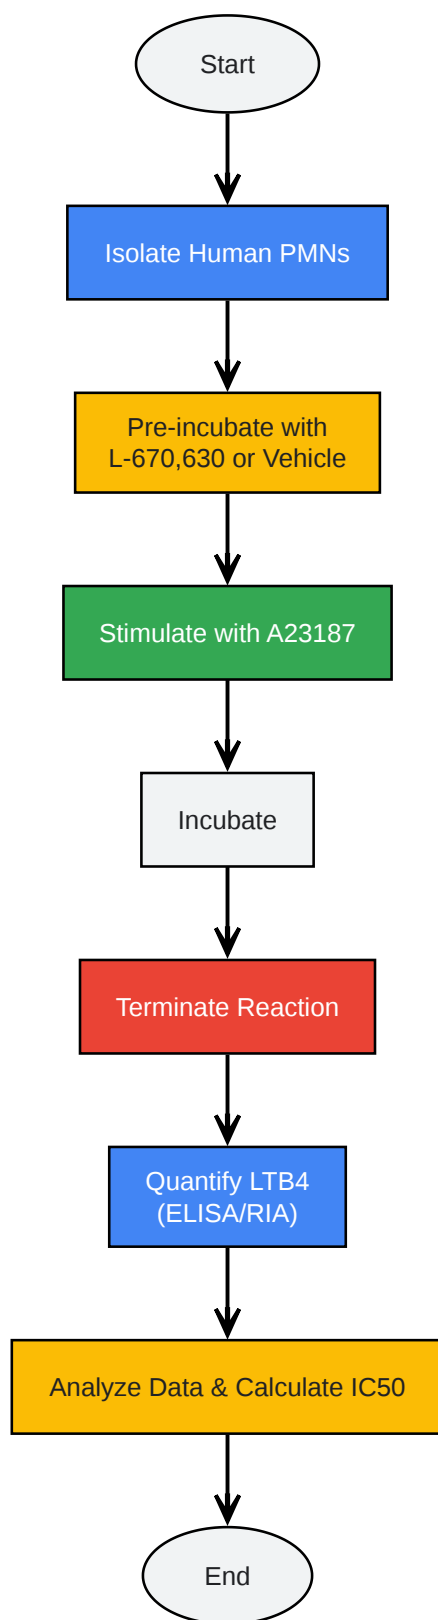 Start
Isolate Human PMNs
Pre-incubate with
L-670,630 or Vehicle
Stimulate with A23187
Incubate
Terminate Reaction
Quantify LTB4
(ELISA/RIA)
Analyze Data & Calculate IC50
End